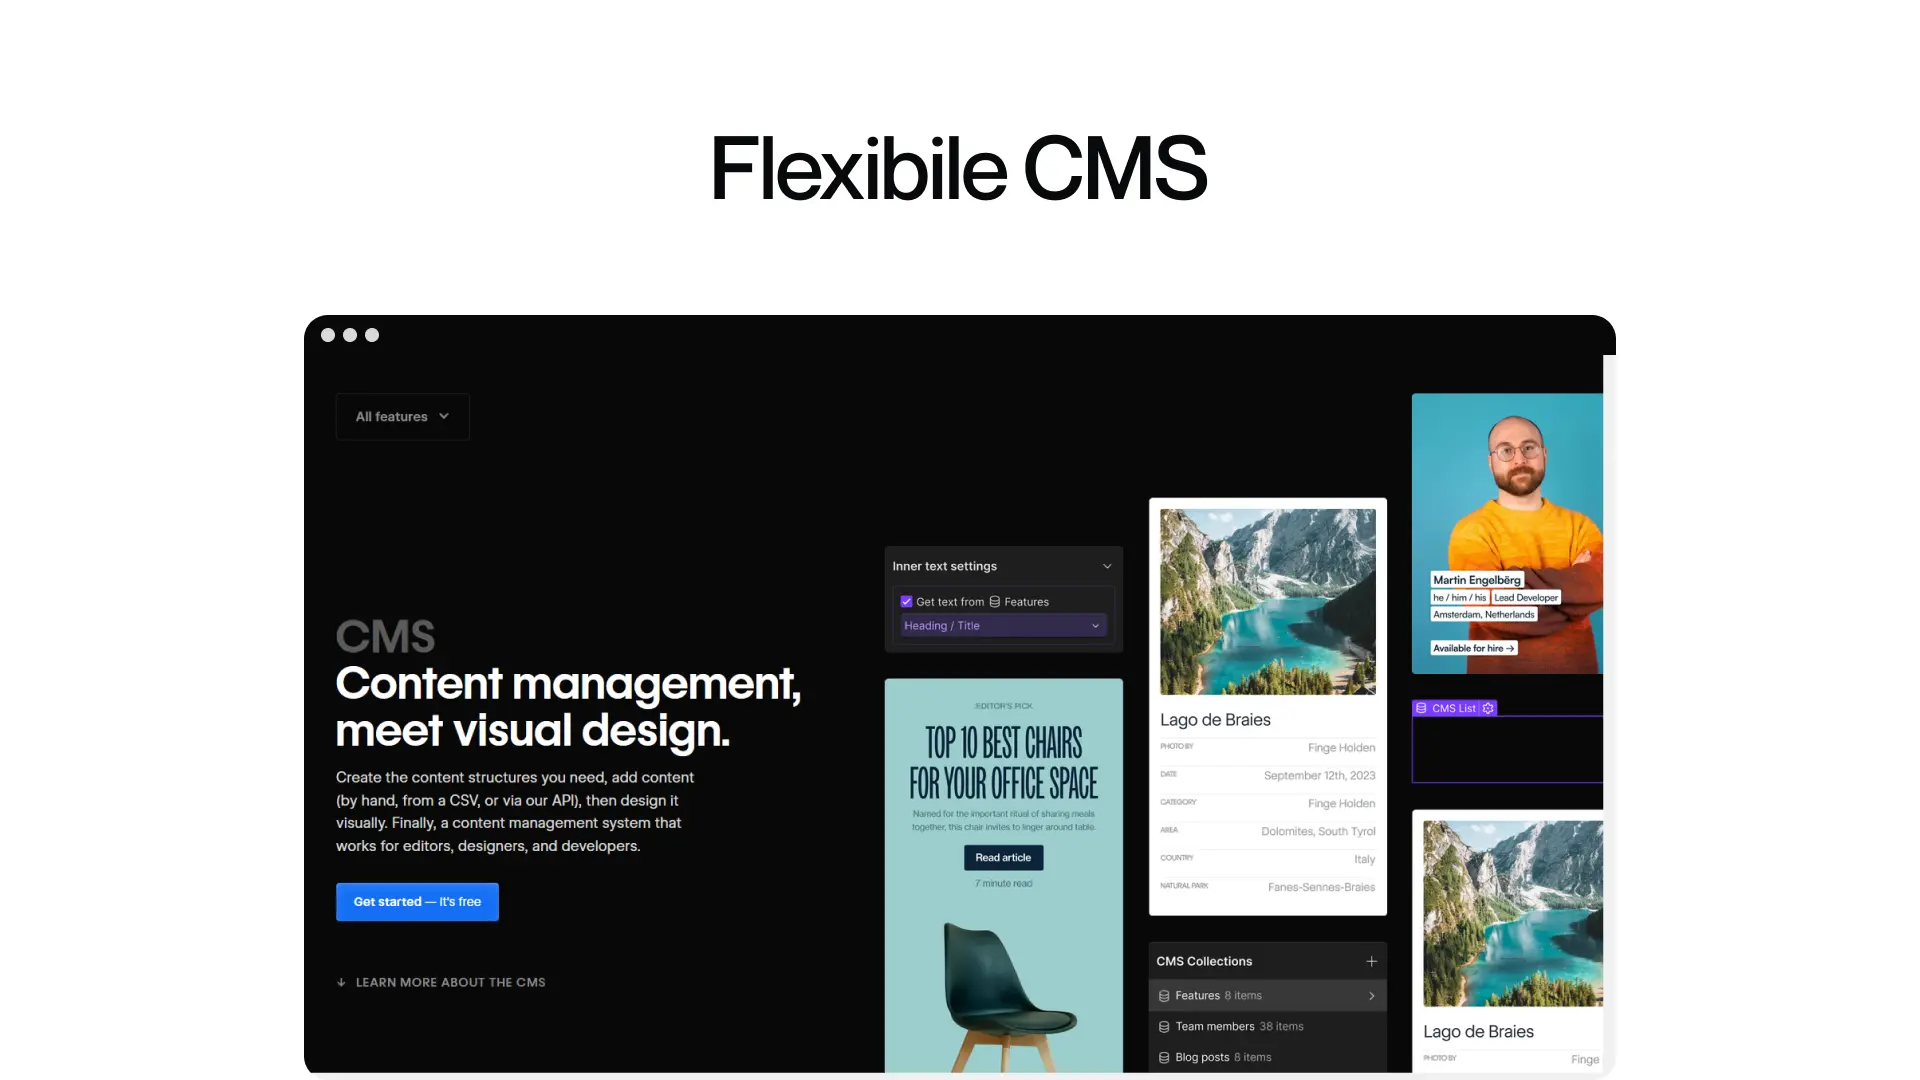 Flexibile CMS
All features
CMS
Content management,
meet visual design.
Create the content structures you need, add content
(by hand, from a CSV, or via our API), then design it
visually. Finally, a content management system that
works for editors, designers, and developers.
Get started — It's free
LEARN MORE ABOUT THE CMS
Inner text settings
Get text from Features
Heading / Title
EDITOR'S PICK
TOP 10 BEST CHAIRS
FOR YOUR OFFICE SPACE
Named for the important ritual of sharing meals
together, this chair invites to linger around table.
Read article
7 minute read
Lago de Braies
PHOTO BY Finge Holden
DATE September 12th, 2023
CATEGORY Finge Holden
AREA Dolomites, South Tyrol
COUNTRY Italy
NATURAL PARK Fanes-Sennes-Braies
CMS Collections
Features 8 items
Team members 38 items
Blog posts 8 items
Martin Engelbërg
he / him / his Lead Developer
Amsterdam, Netherlands
Available for hire →
CMS List
Lago de Braies
PHOTO BY Finge